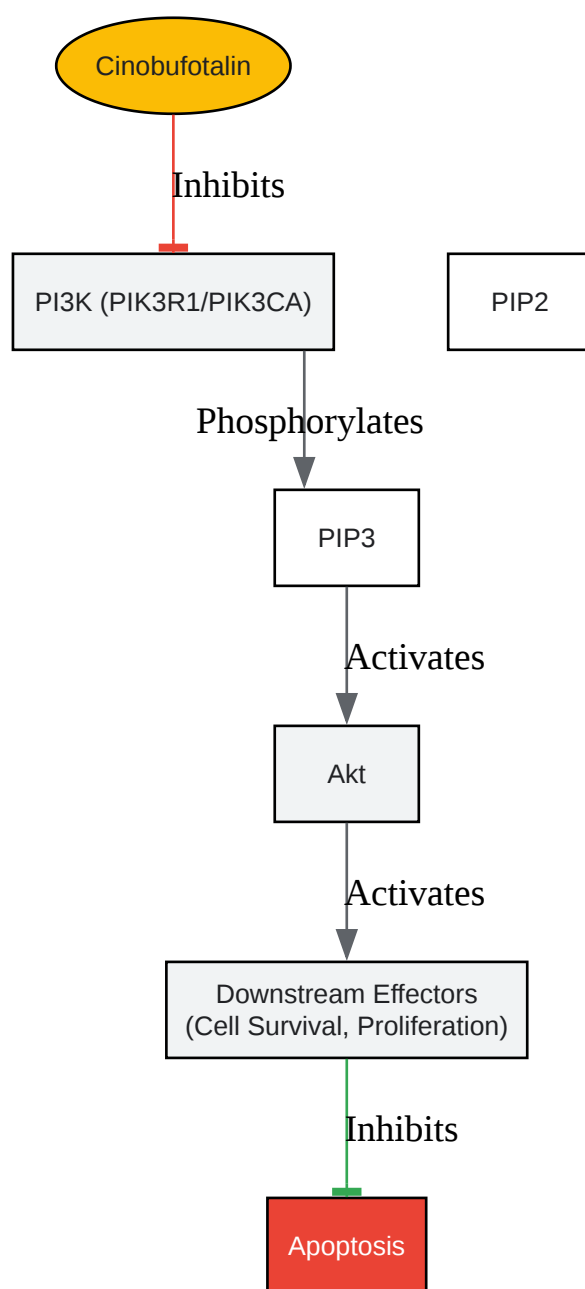 Cinobufotalin
Inhibits
PI3K (PIK3R1/PIK3CA)
PIP2
Phosphorylates
PIP3
Activates
Akt
Activates
Downstream Effectors
(Cell Survival, Proliferation)
Inhibits
Apoptosis